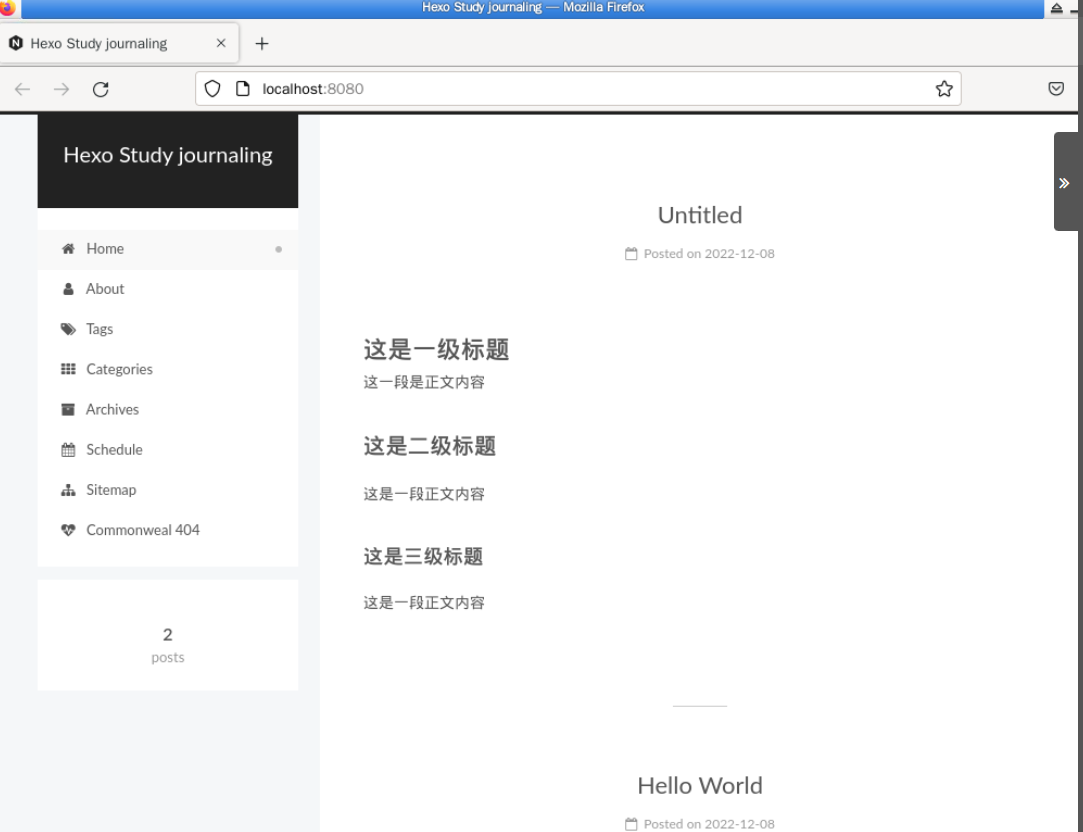 Hexo Study journaling — Mozilla Firefox
Hexo Study journaling
localhost:8080
Hexo Study journaling
Home
About
Tags
Categories
Archives
Schedule
Sitemap
Commonweal 404
2
posts
Untitled
Posted on 2022-12-08
这是一级标题
这一段是正文内容
这是二级标题
这是一段正文内容
这是三级标题
这是一段正文内容
Hello World
Posted on 2022-12-08